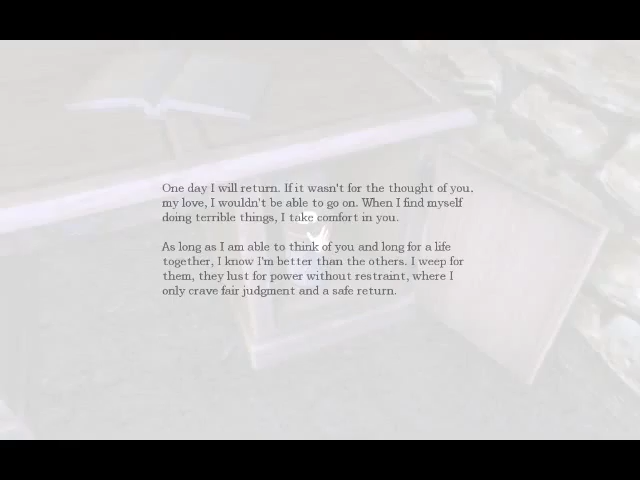 One day I will return. If it wasn't for the thought of you,
my love, I wouldn't be able to go on. When I find myself
doing terrible things, I take comfort in you.
As long as I am able to think of you and long for a life
together, I know I'm better than the others. I weep for
them, they lust for power without restraint, where I
only crave fair judgment and a safe return.